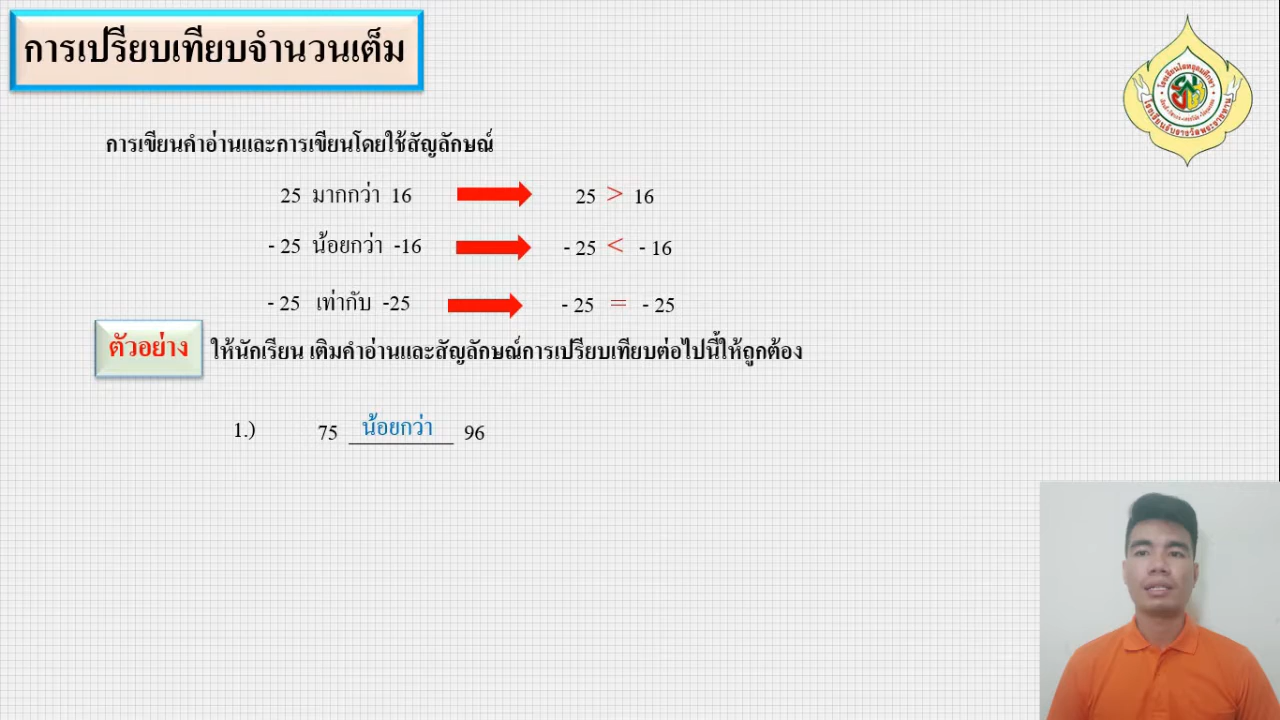 การเปรียบเทียบจำนวนเต็ม
การเขียนคำอ่านและการเขียนโดยใช้สัญลักษณ์
25 มากกว่า 16 25 > 16
- 25 น้อยกว่า -16 - 25 < - 16
- 25 เท่ากับ -25 - 25 = - 25
ตัวอย่าง ให้นักเรียน เติมคำอ่านและสัญลักษณ์การเปรียบเทียบต่อไปนี้ให้ถูกต้อง
1.) 75 น้อยกว่า 96